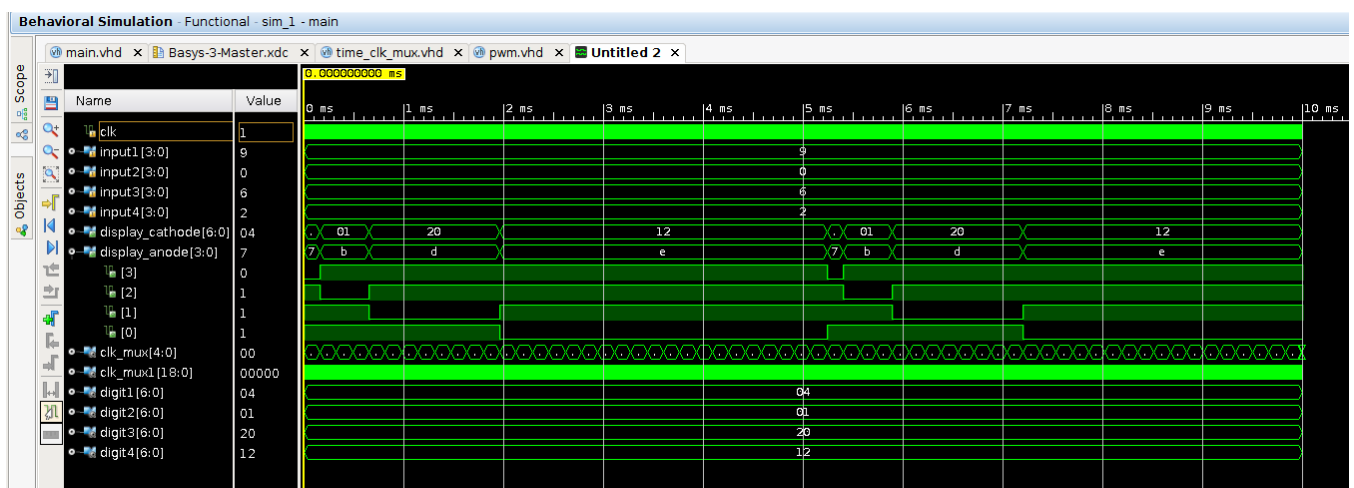 Behavioral Simulation - Functional - sim_1 - main
main.vhd × Basys-3-Master.xdc × time_clk_mux.vhd × pwm.vhd × Untitled 2 ×
Scope
Objects
0.000000000 ms
Name Value
0 ms 1 ms 2 ms 3 ms 4 ms 5 ms 6 ms 7 ms 8 ms 9 ms 10 ms
clk 1
input1[3:0] 9 9
input2[3:0] 0 0
input3[3:0] 6 6
input4[3:0] 2 2
display_cathode[6:0] 04 . 01 20 12 . 01 20 12
display_anode[3:0] 7 7 b d e 7 b d e
[3] 0
[2] 1
[1] 1
[0] 1
clk_mux[4:0] 00
clk_mux1[18:0] 00000
digit1[6:0] 04 04
digit2[6:0] 01 01
digit3[6:0] 20 20
digit4[6:0] 12 12